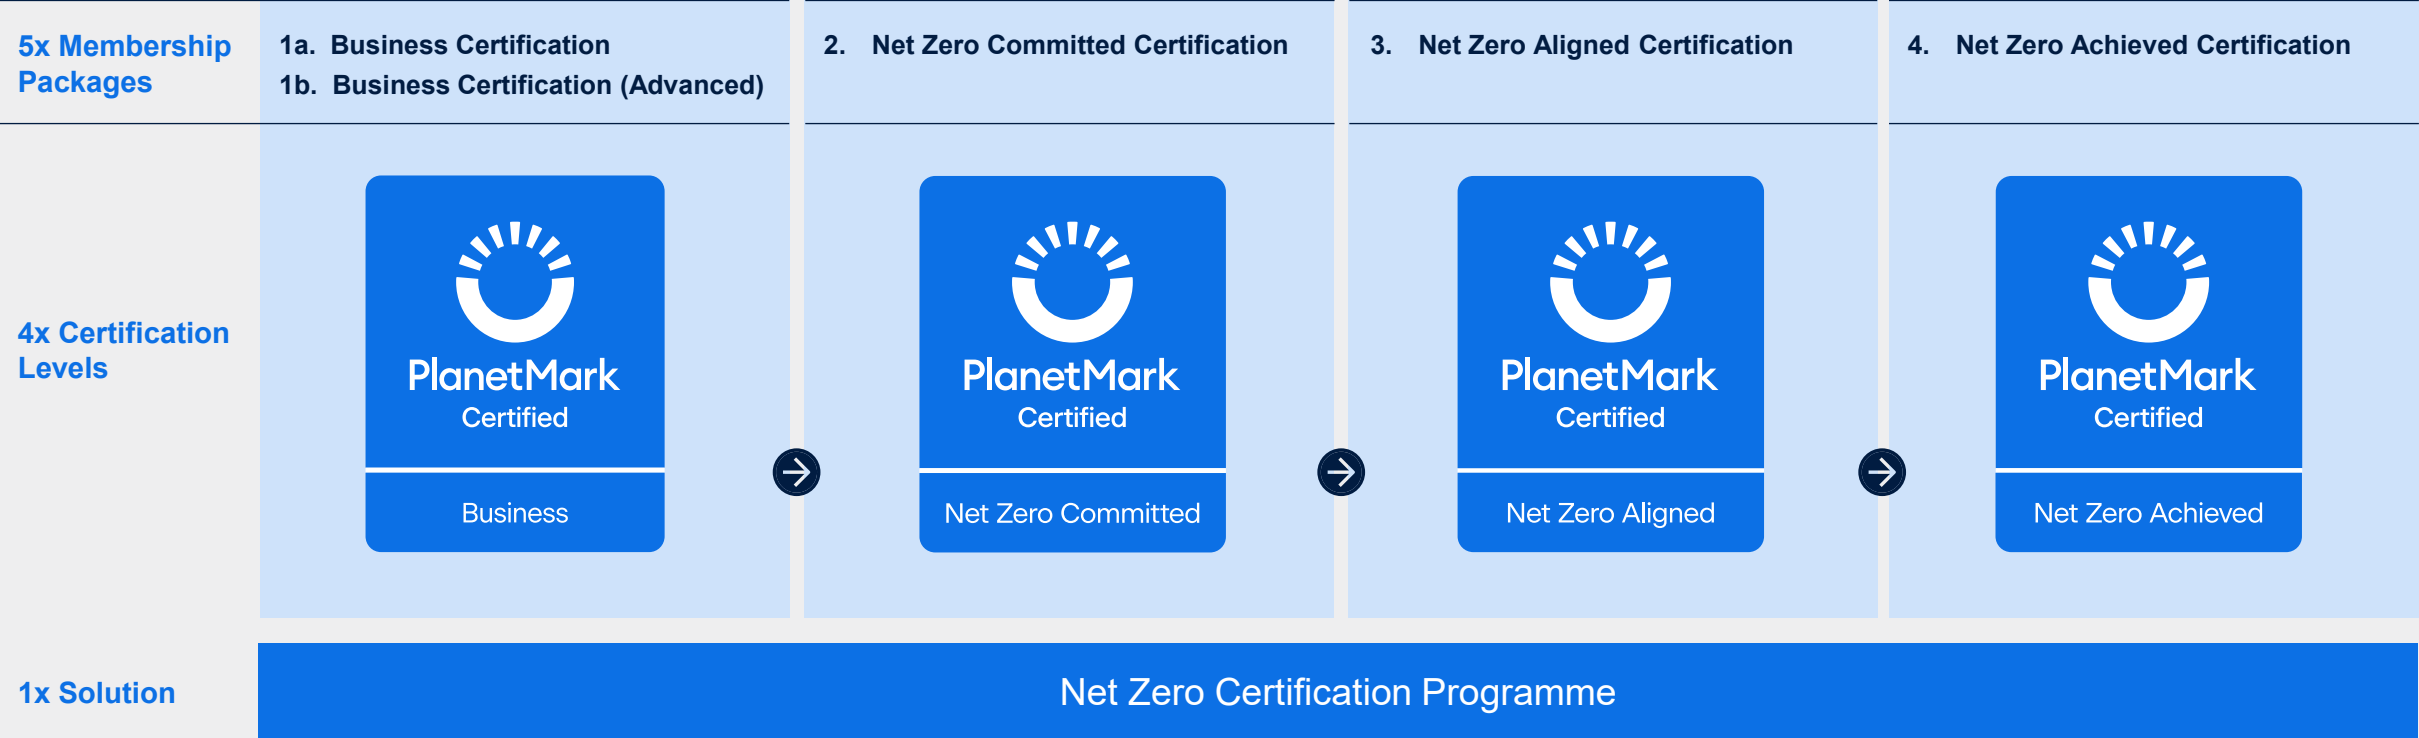 5x Membership
Packages
1a. Business Certification
1b. Business Certification (Advanced)
2. Net Zero Committed Certification
3. Net Zero Aligned Certification
4. Net Zero Achieved Certification
4x Certification
Levels
PlanetMark
Certified
Business
PlanetMark
Certified
Net Zero Committed
PlanetMark
Certified
Net Zero Aligned
PlanetMark
Certified
Net Zero Achieved
1x Solution
Net Zero Certification Programme